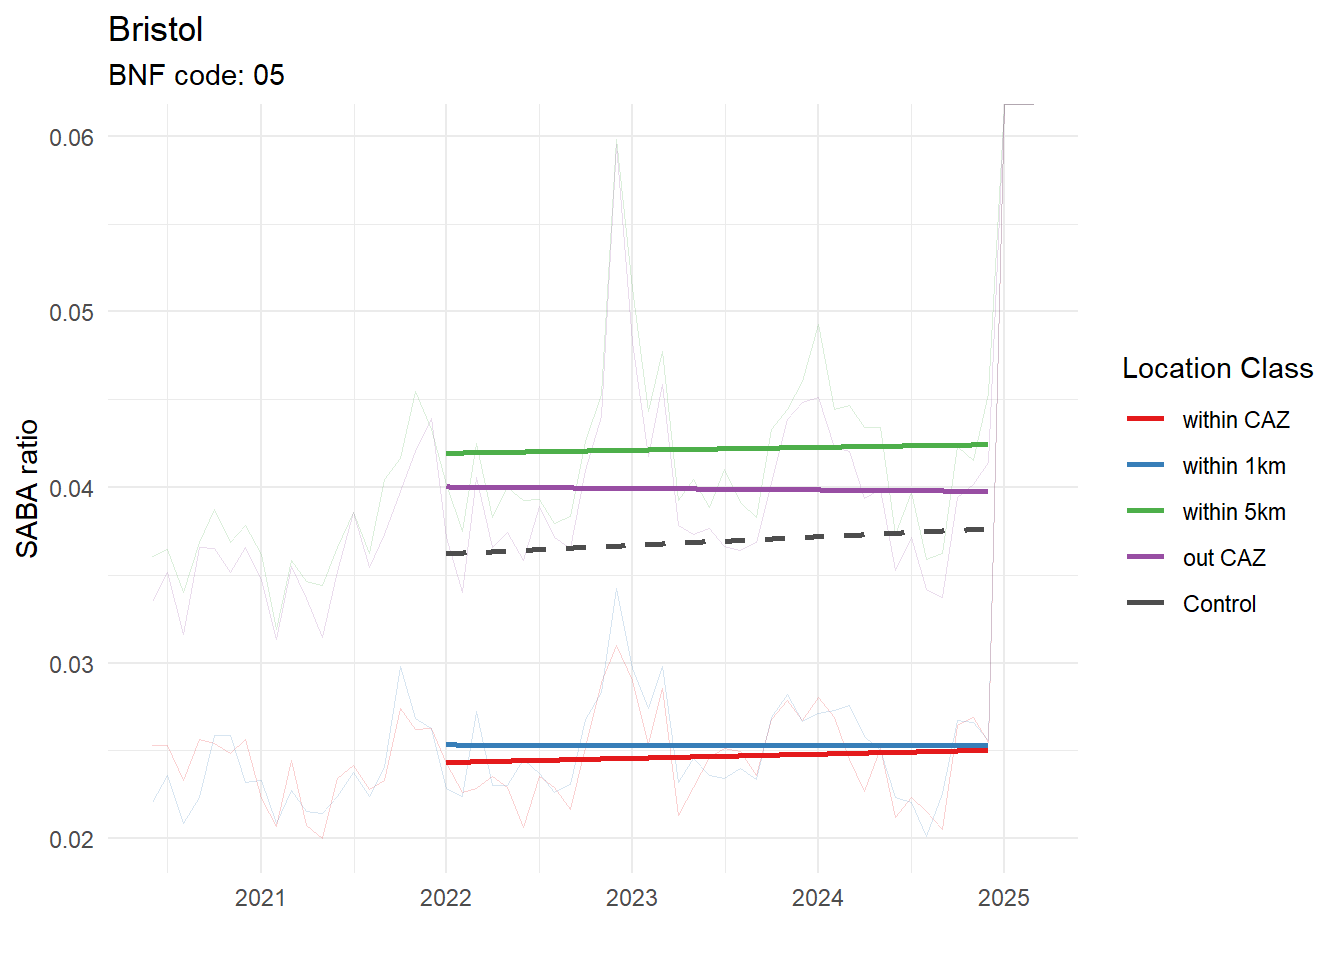 Bristol
BNF code: 05
0.06
0.05
0.04
0.03
0.02
SABA ratio
2021
2022
2023
2024
2025
Location Class
within CAZ
within 1km
within 5km
out CAZ
Control